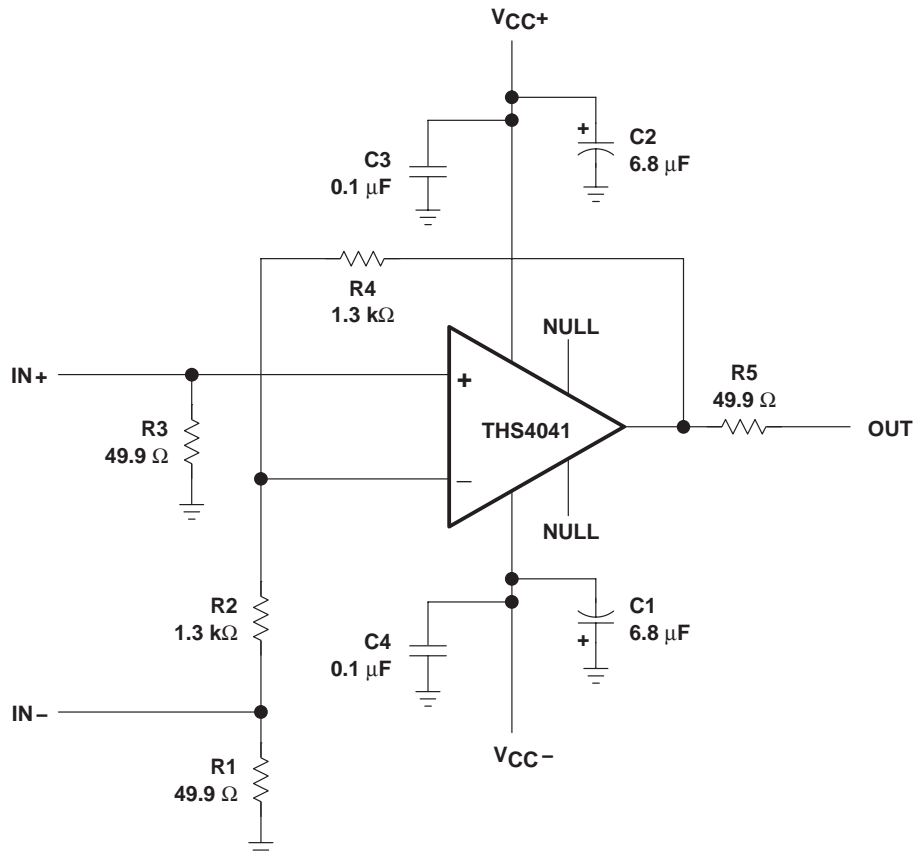 VCC+
+
C2
6.8 μF
C3
0.1 μF
R4
1.3 kΩ
NULL
IN+
+
R5
49.9 Ω
R3
49.9 Ω
THS4041
OUT
−
NULL
R2
1.3 kΩ
C1
6.8 μF
+
C4
0.1 μF
IN−
VCC−
R1
49.9 Ω